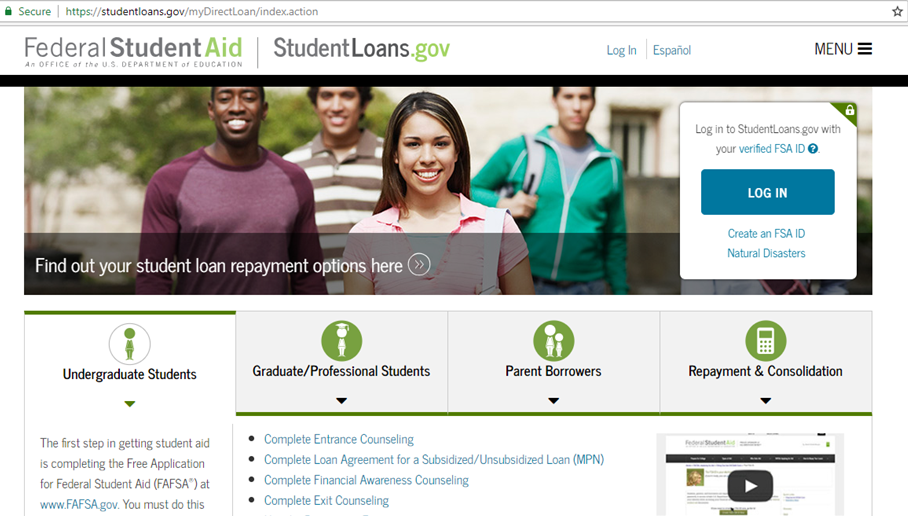 Secure https://studentloans.gov/myDirectLoan/index.action
Federal Student Aid
An OFFICE of the U.S. DEPARTMENT of EDUCATION
StudentLoans.gov
Log In
Español
MENU
Log in to StudentLoans.gov with
your verified FSA ID
LOG IN
Create an FSA ID
Natural Disasters
Find out your student loan repayment options here
Undergraduate Students
Graduate/Professional Students
Parent Borrowers
Repayment & Consolidation
The first step in getting student aid
is completing the Free Application
for Federal Student Aid (FAFSA®) at
www.FAFSA.gov. You must do this
Complete Entrance Counseling
Complete Loan Agreement for a Subsidized/Unsubsidized Loan (MPN)
Complete Financial Awareness Counseling
Complete Exit Counseling
FederalStudentAid